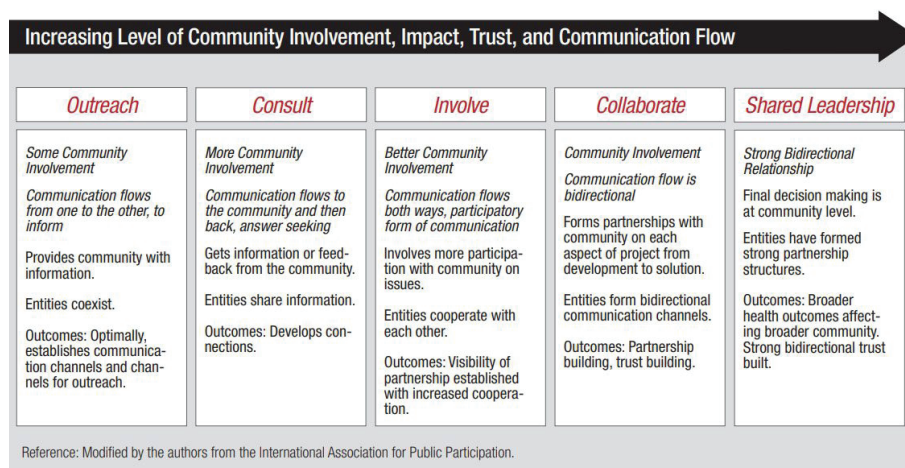 Increasing Level of Community Involvement, Impact, Trust, and Communication Flow
Outreach
Some Community
Involvement
Communication flows
from one to the other, to
inform
Provides community with
information.
Entities coexist.
Outcomes: Optimally,
establishes communica-
tion channels and chan-
nels for outreach.
Consult
More Community
Involvement
Communication flows to
the community and then
back, answer seeking
Gets information or feed-
back from the community.
Entities share information.
Outcomes: Develops con-
nections.
Involve
Better Community
Involvement
Communication flows
both ways, participatory
form of communication
Involves more participa-
tion with community on
issues.
Entities cooperate with
each other.
Outcomes: Visibility of
partnership established
with increased coopera-
tion.
Collaborate
Community Involvement
Communication flow is
bidirectional
Forms partnerships with
community on each
aspect of project from
development to solution.
Entities form bidirectional
communication channels.
Outcomes: Partnership
building, trust building.
Shared Leadership
Strong Bidirectional
Relationship
Final decision making is
at community level.
Entities have formed
strong partnership
structures.
Outcomes: Broader
health outcomes affect-
ing broader community.
Strong bidirectional trust
built.
Reference: Modified by the authors from the International Association for Public Participation.